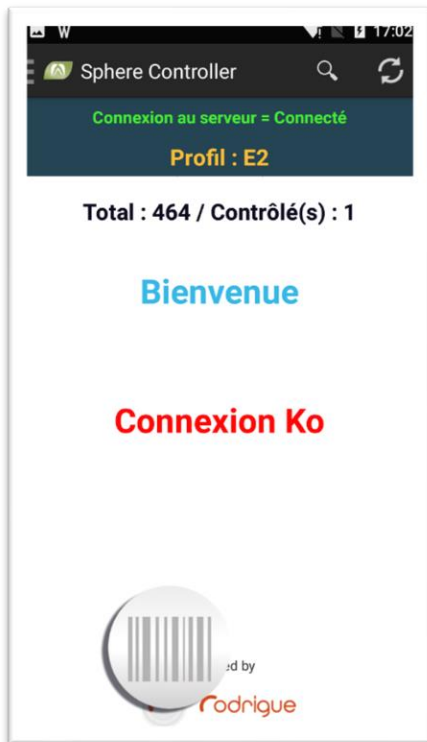 W 17:02
Sphere Controller
Connexion au serveur = Connecté
Profil : E2
Total : 464 / Contrôlé(s) : 1
Bienvenue
Connexion Ko
ed by
rodrigue